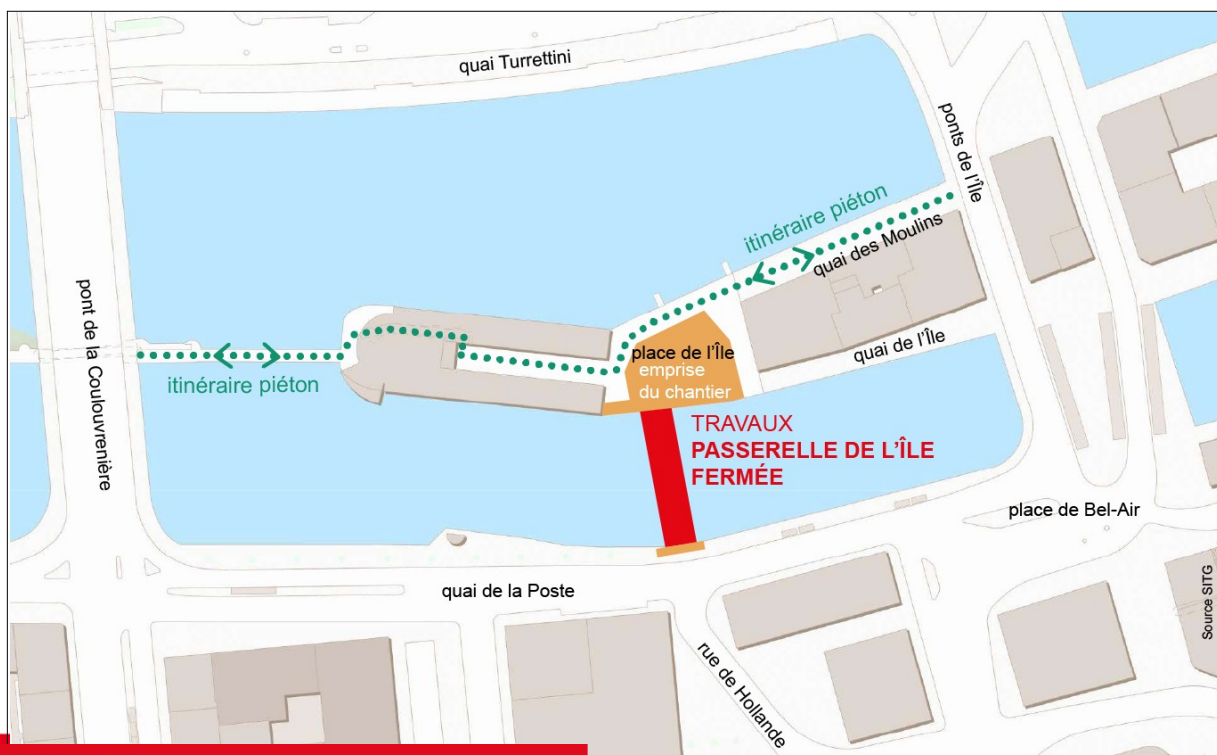 quai Turrettini
ponts de l'Île
itinéraire piéton
quai des Moulins
pont de la Coulouvrenière
place de l'Île
emprise
du chantier
quai de l'Île
itinéraire piéton
TRAVAUX
PASSERELLE DE L'ÎLE
FERMÉE
place de Bel-Air
quai de la Poste
rue de Hollande
Source SITG